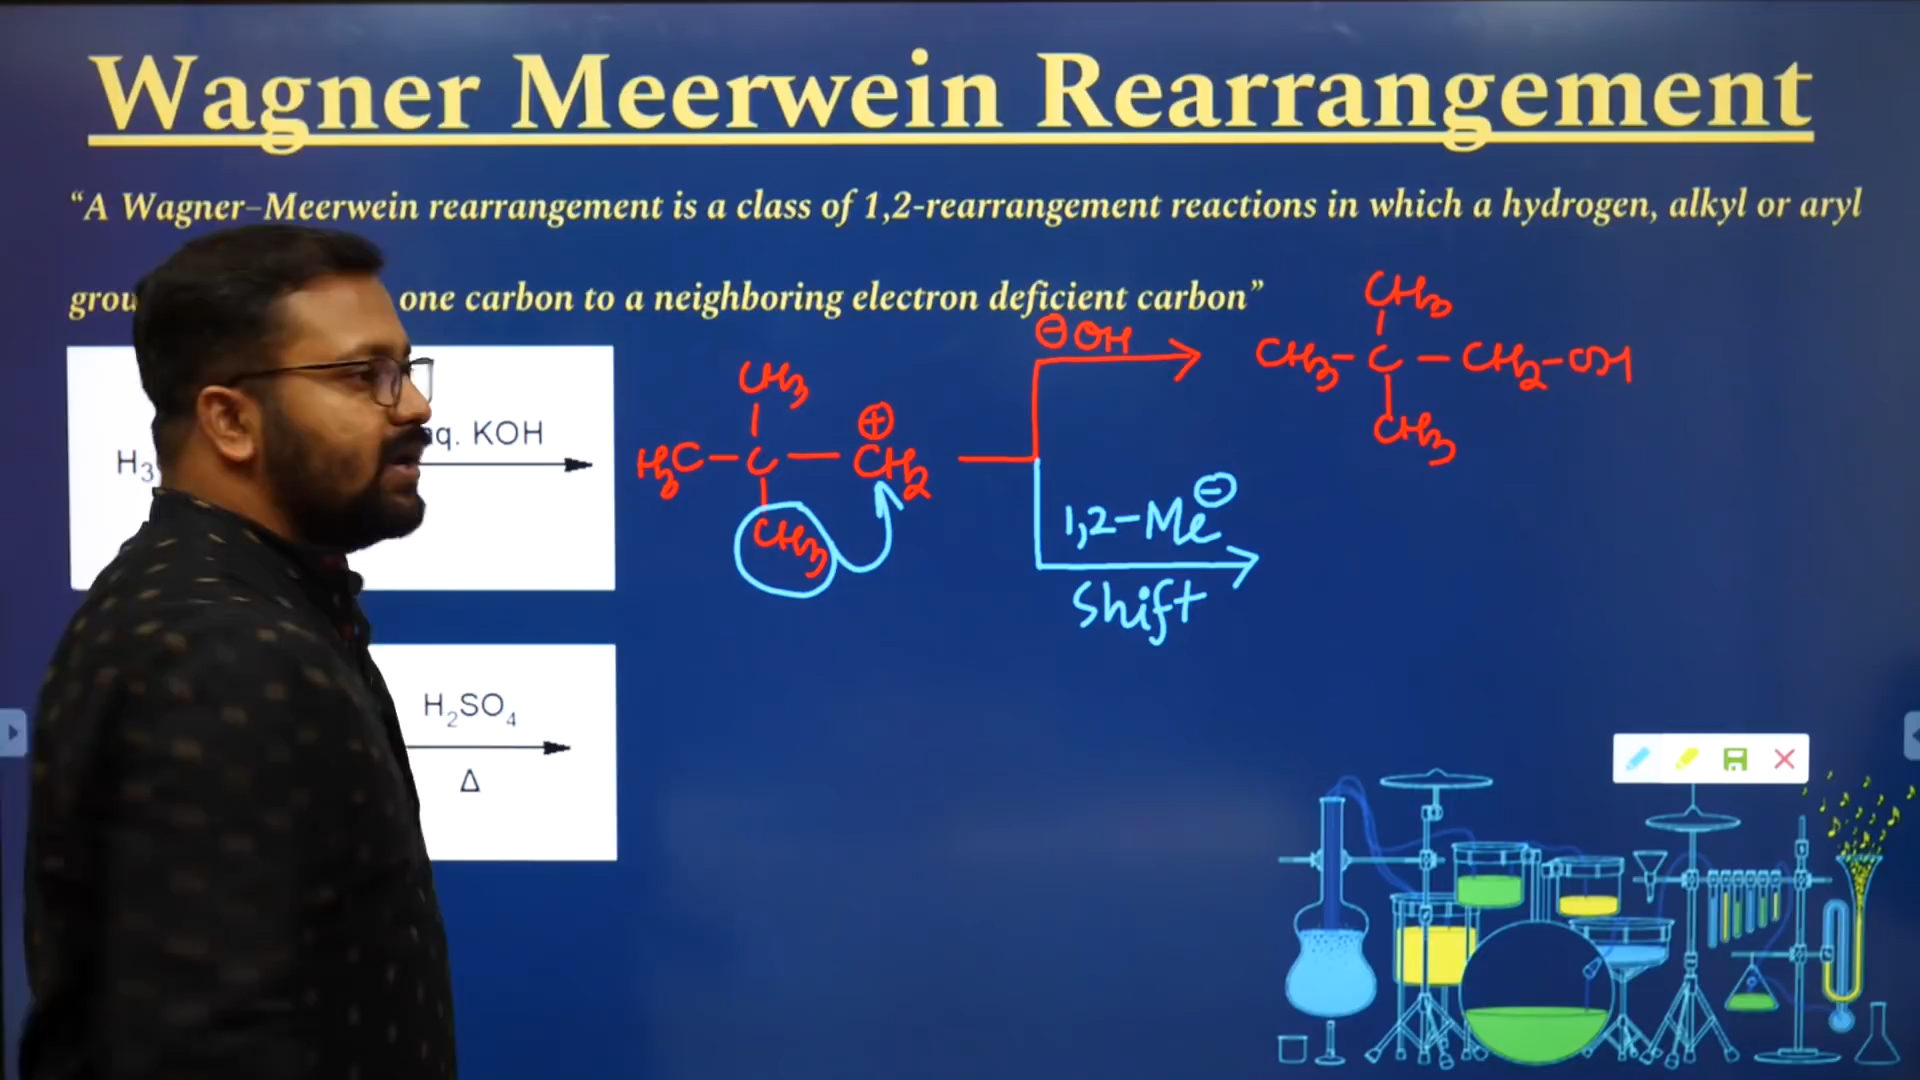 Wagner Meerwein Rearrangement
“A Wagner–Meerwein rearrangement is a class of 1,2-rearrangement reactions in which a hydrogen, alkyl or aryl
one carbon to a neighboring electron deficient carbon”
⊖OH
CH3
CH3-C-CH2-OH
CH3
aq. KOH
H3
CH3
⊕
H3C-C-CH2
CH3
1,2-Me⊖
Shift
H2SO4
Δ